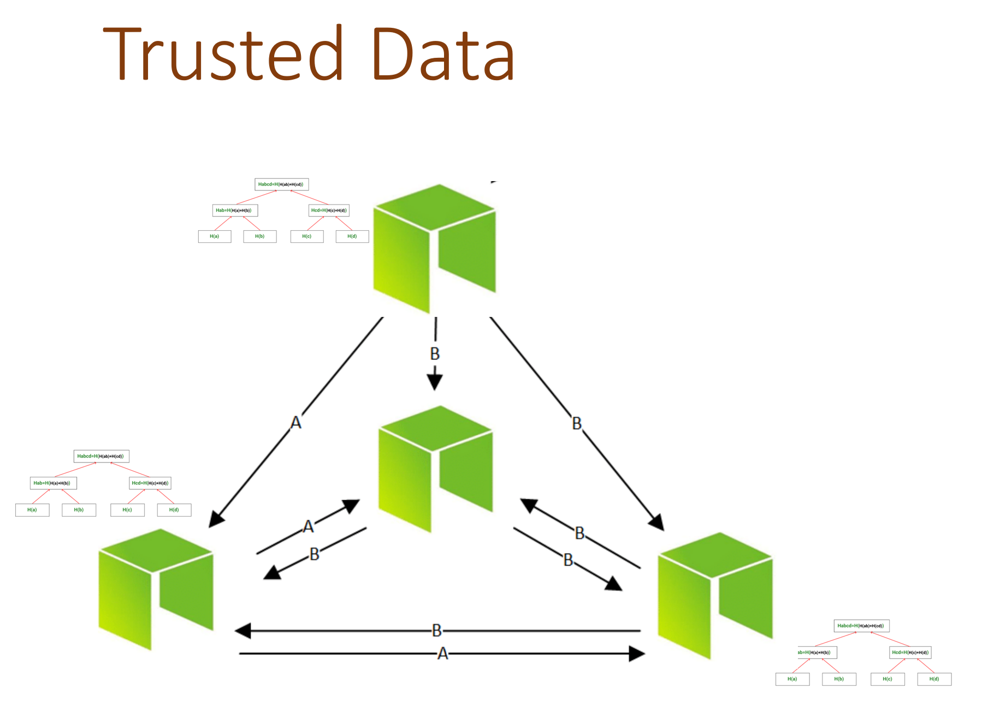 Trusted Data
Habcd=H(H(ab)+H(cd))
Hab=H(H(a)+H(b))
Hcd=H(H(c)+H(d))
H(a)
H(b)
H(c)
H(d)
B
A
B
Habcd=H(H(ab)+H(cd))
Hab=H(H(a)+H(b))
Hcd=H(H(c)+H(d))
H(a)
H(b)
H(c)
H(d)
A
B
B
B
B
A
Habcd=H(H(ab)+H(cd))
ab=H(H(a)+H(b))
Hcd=H(H(c)+H(d))
H(a)
H(b)
H(c)
H(d)